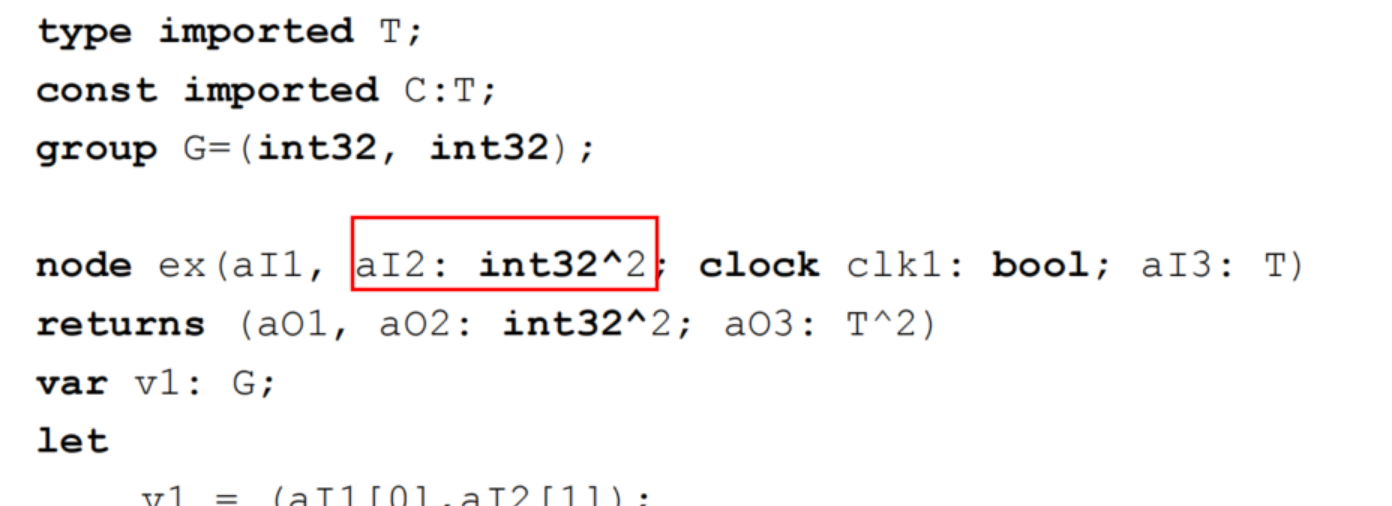 type imported T;
const imported C:T;
group G=(int32, int32);
node ex(aI1, aI2: int32^2; clock clk1: bool; aI3: T)
returns (aO1, aO2: int32^2; aO3: T^2)
var v1: G;
let
v1 = (aI1[0],aI2[1]);